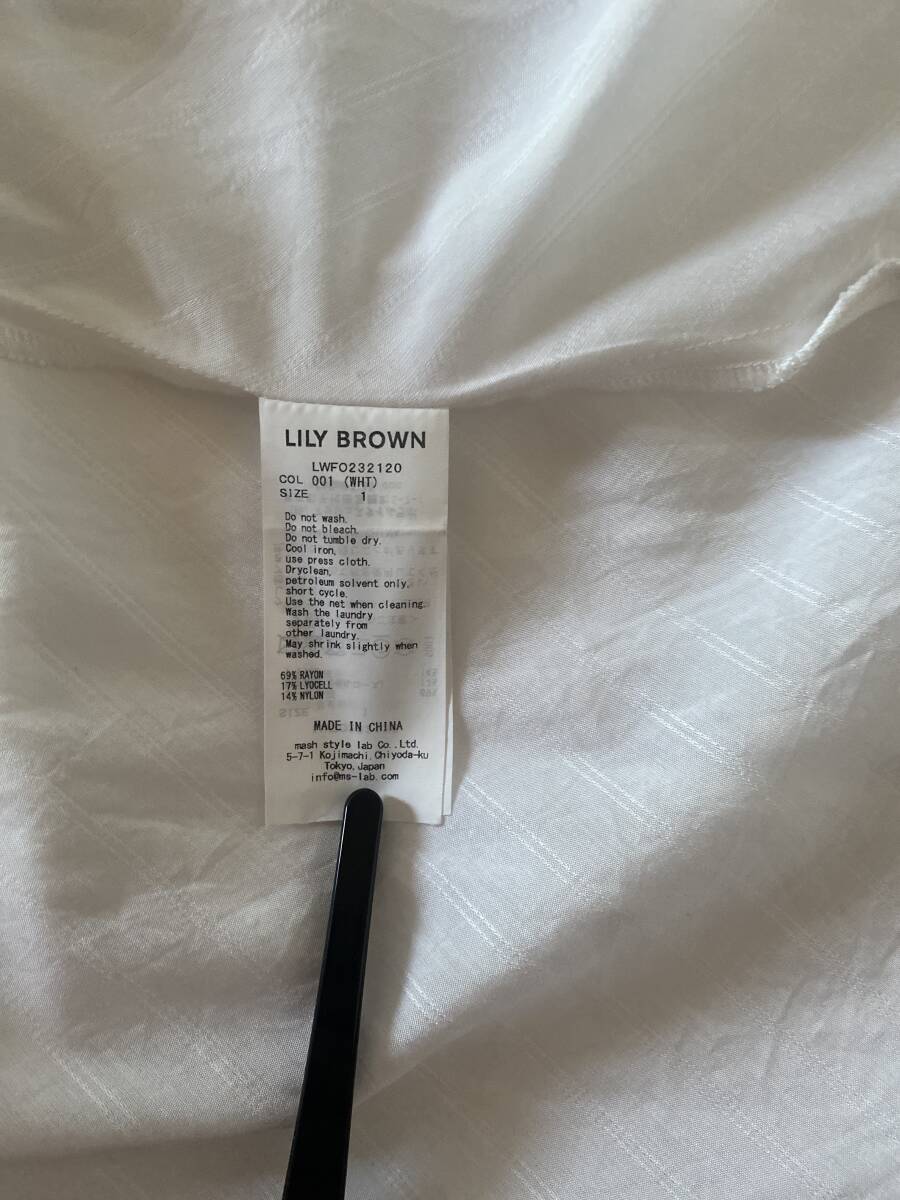 LILY BROWN
LWFO232120
COL 001 (WHT)
SIZE 1
Do not wash.
Do not bleach.
Do not tumble dry.
Cool iron,
use press cloth.
Dryclean,
petroleum solvent only,
short cycle.
Use the net when cleaning.
Wash the laundry
separately from
other laundry.
May shrink slightly when
washed.
69% RAYON
17% LYOCELL
14% NYLON
MADE IN CHINA
mash style lab Co.,Ltd.
5-7-1 Kojimachi,Chiyoda-ku
Tokyo,Japan
info@ms-lab.com